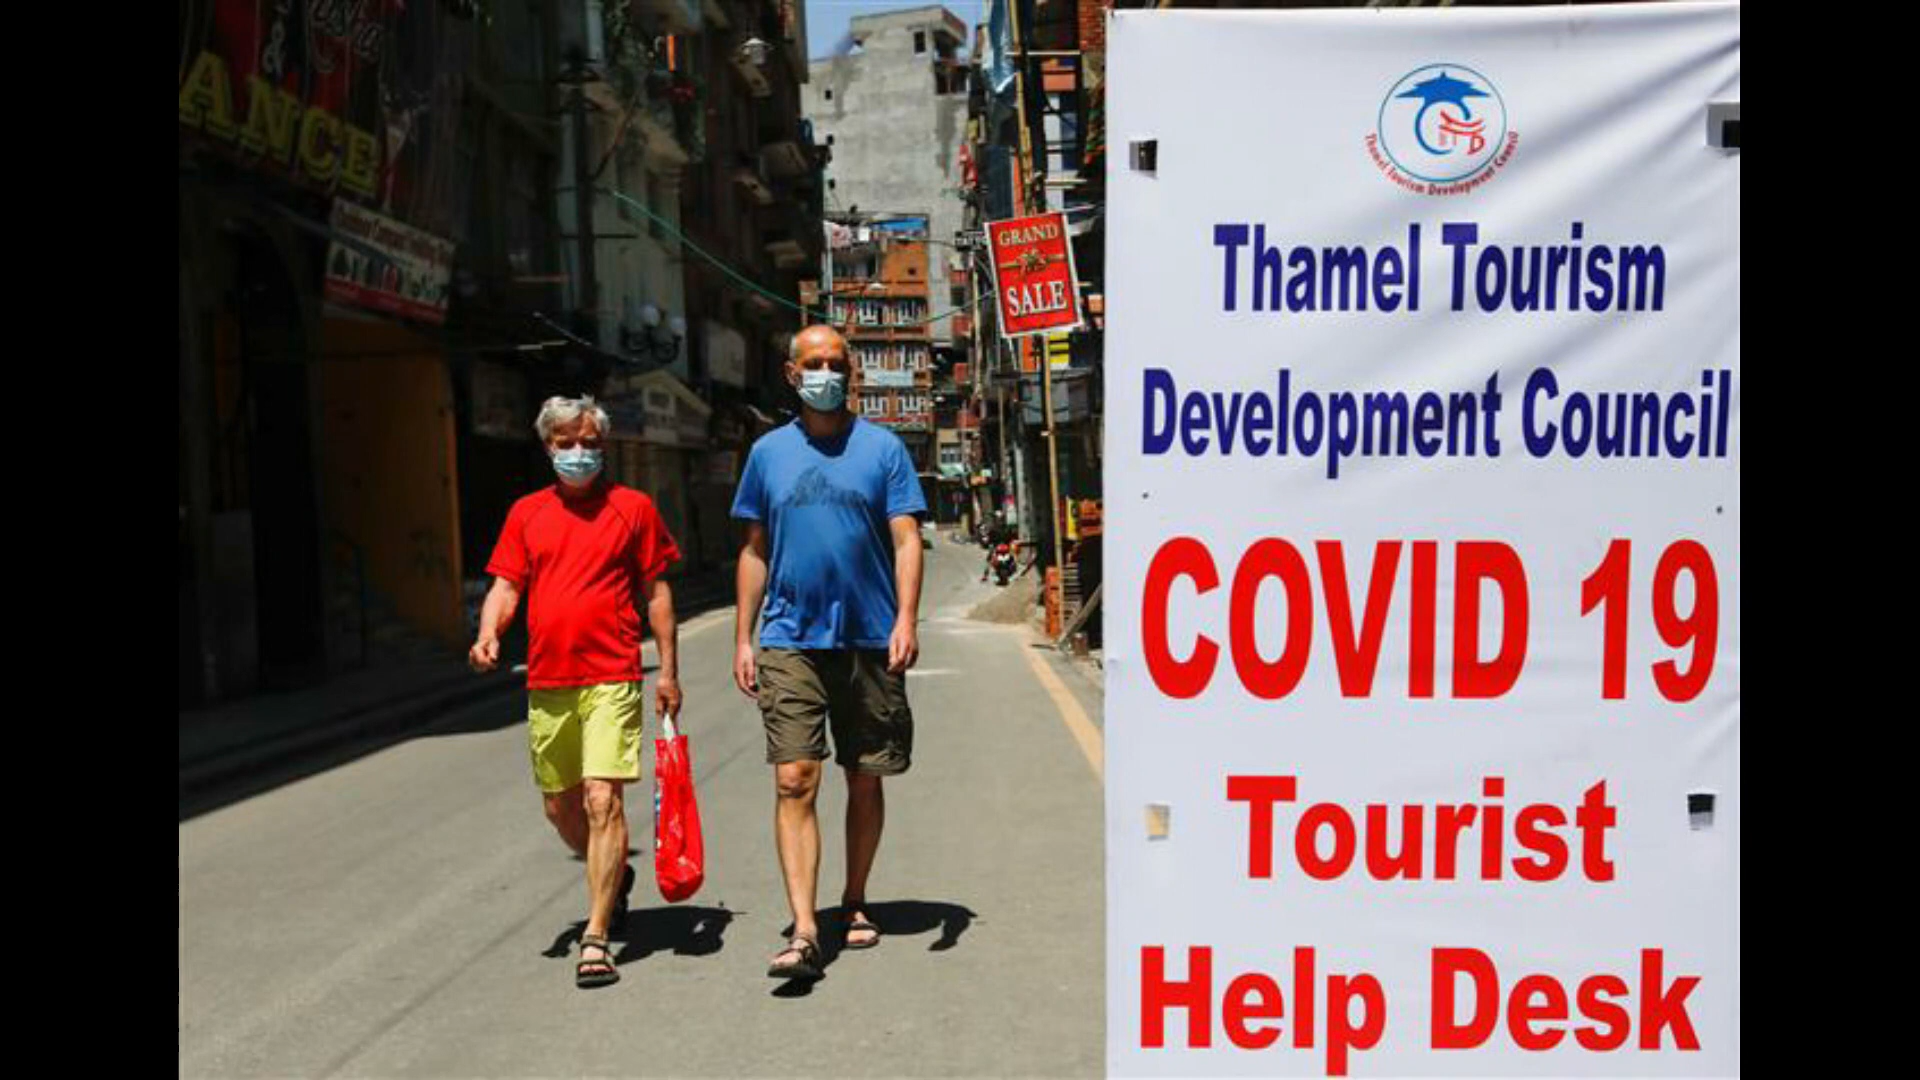 ANCE
GRAND
SALE
Thamel Tourism Development Council
Thamel Tourism
Development Council
COVID 19
Tourist
Help Desk